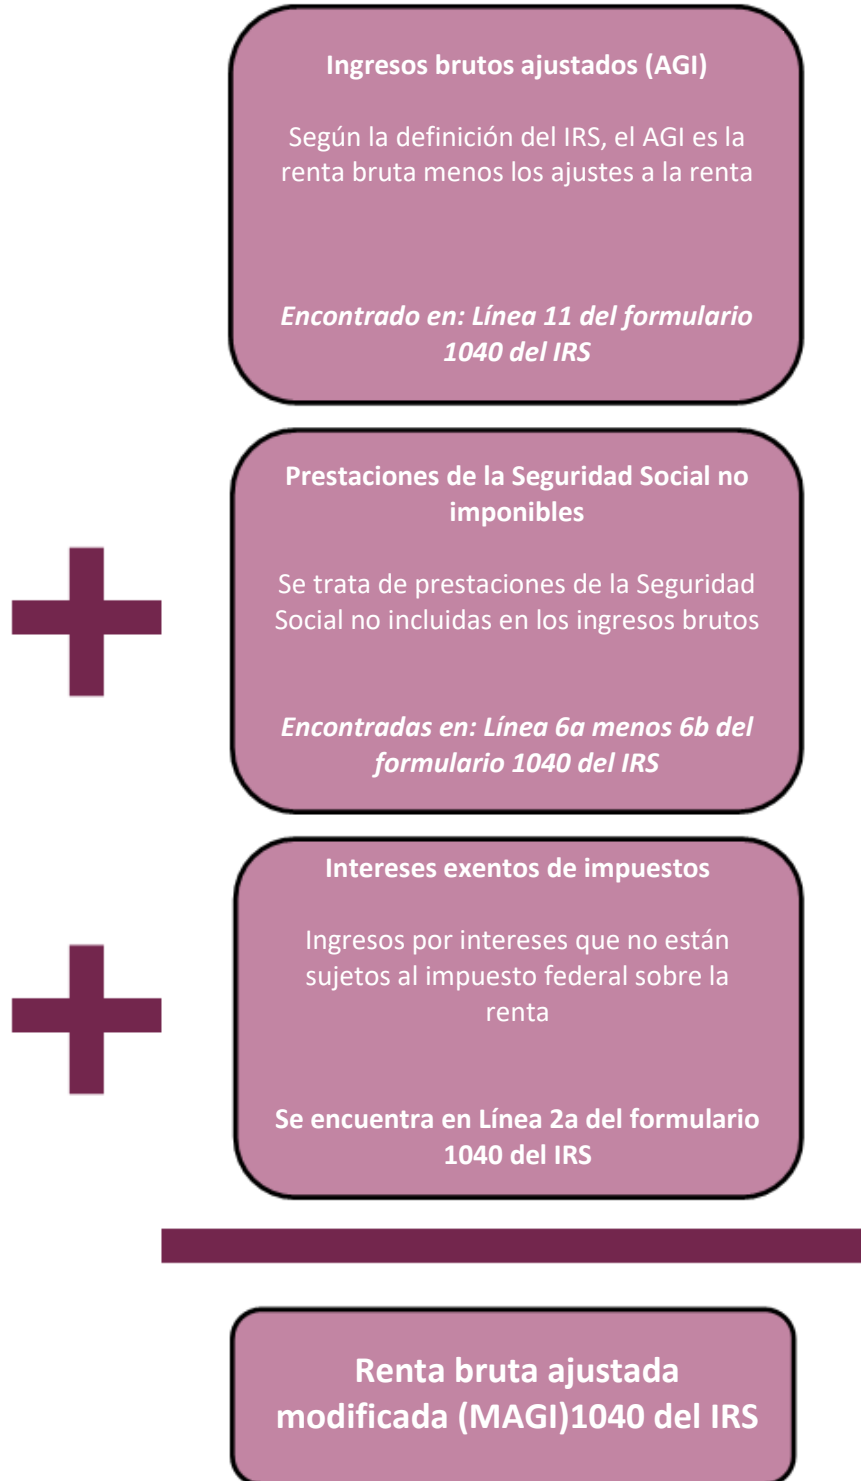 Ingresos brutos ajustados (AGI)
Según la definición del IRS, el AGI es la
renta bruta menos los ajustes a la renta
Encontrado en: Línea 11 del formulario
1040 del IRS
Prestaciones de la Seguridad Social no
imponibles
Se trata de prestaciones de la Seguridad
Social no incluidas en los ingresos brutos
Encontradas en: Línea 6a menos 6b del
formulario 1040 del IRS
Intereses exentos de impuestos
Ingresos por intereses que no están
sujetos al impuesto federal sobre la
renta
Se encuentra en Línea 2a del formulario
1040 del IRS
Renta bruta ajustada
modificada (MAGI)1040 del IRS